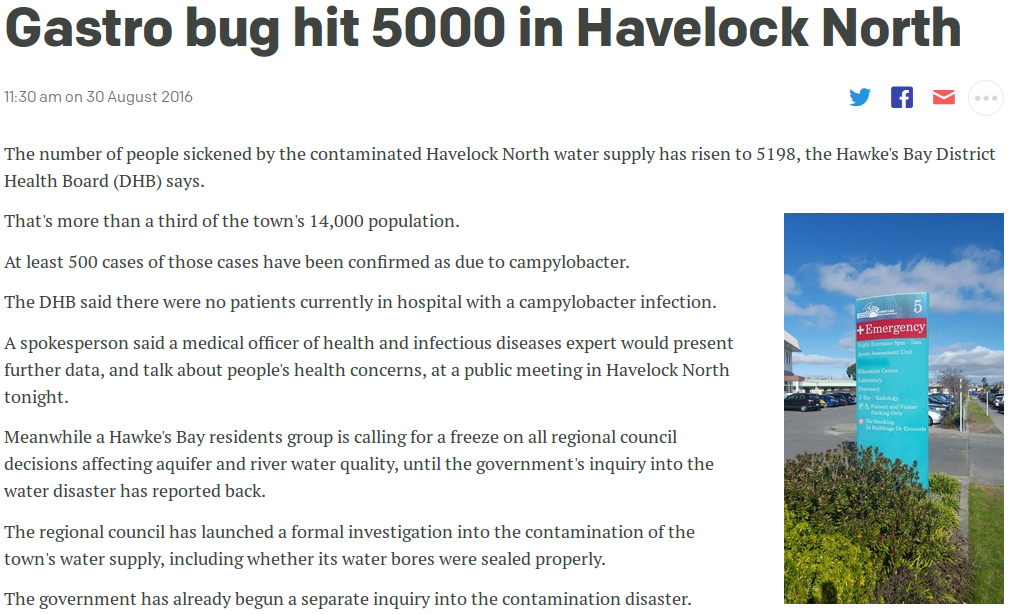 Gastro bug hit 5000 in Havelock North
11:30 am on 30 August 2016
The number of people sickened by the contaminated Havelock North water supply has risen to 5198, the Hawke's Bay District
Health Board (DHB) says.
That's more than a third of the town's 14,000 population.
At least 500 cases of those cases have been confirmed as due to campylobacter.
The DHB said there were no patients currently in hospital with a campylobacter infection.
A spokesperson said a medical officer of health and infectious diseases expert would present
further data, and talk about people's health concerns, at a public meeting in Havelock North
tonight.
Meanwhile a Hawke's Bay residents group is calling for a freeze on all regional council
decisions affecting aquifer and river water quality, until the government's inquiry into the
water disaster has reported back.
The regional council has launched a formal investigation into the contamination of the
town's water supply, including whether its water bores were sealed properly.
The government has already begun a separate inquiry into the contamination disaster.
5
Emergency
Night Entrance 8pm - 7am
Acute Assessment Unit
Education Centre
Laboratory
Pharmacy
X-Ray / Radiology
P Patient and Visitor
Parking Only
No Smoking
In Buildings Or Grounds